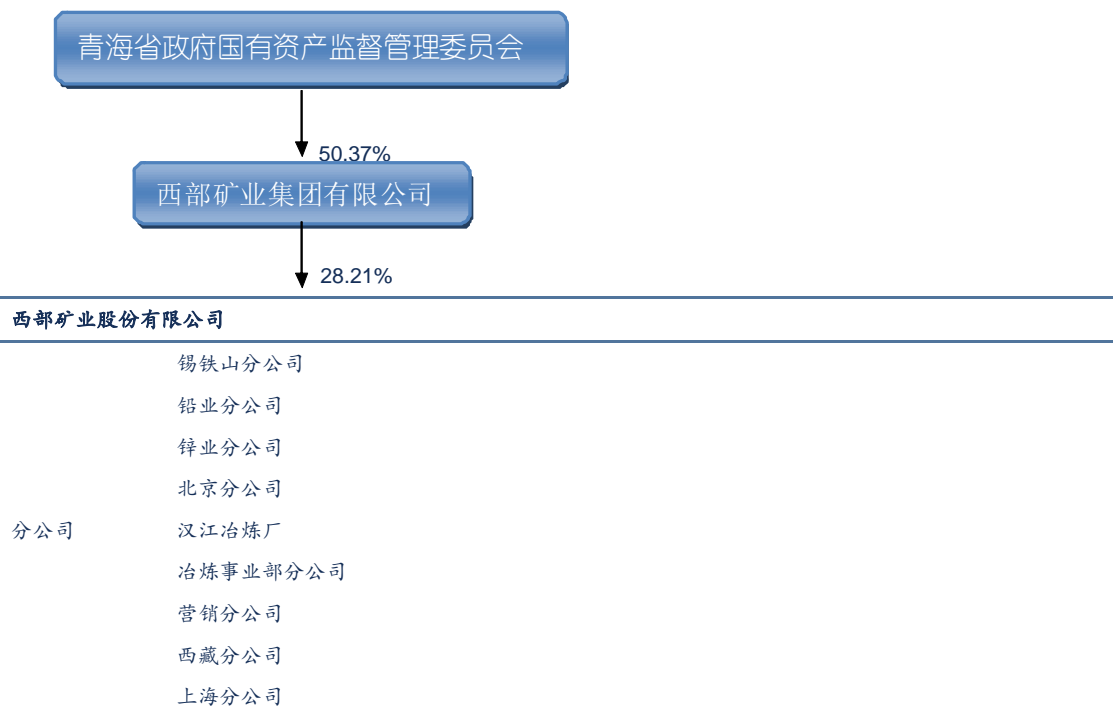 青海省政府国有资产监督管理委员会
50.37%
西部矿业集团有限公司
28.21%
西部矿业股份有限公司
锡铁山分公司
铅业分公司
锌业分公司
北京分公司
分公司 汉江冶炼厂
冶炼事业部分公司
营销分公司
西藏分公司
上海分公司